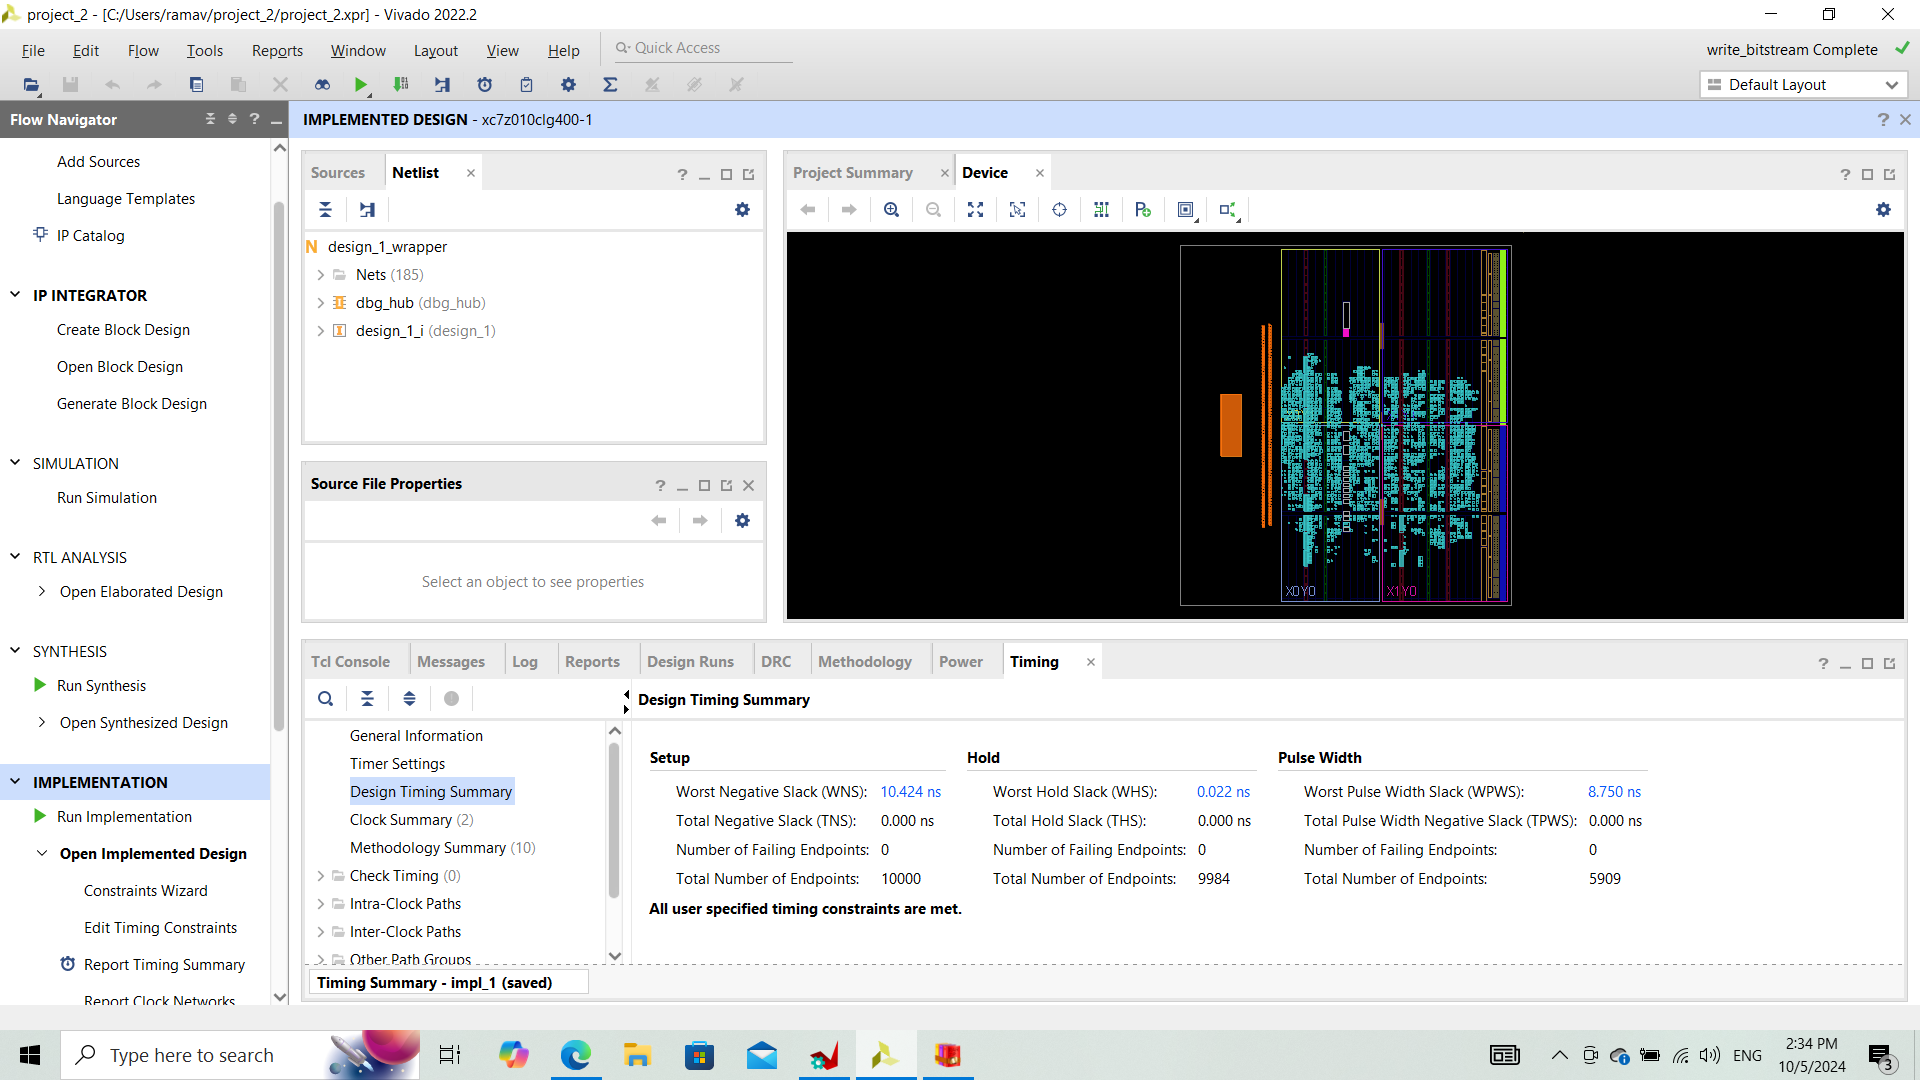 project_2 - [C:/Users/ramav/project_2/project_2.xpr] - Vivado 2022.2
File Edit Flow Tools Reports Window Layout View Help Quick Access
write_bitstream Complete
Default Layout
Flow Navigator
Add Sources
Language Templates
IP Catalog
IP INTEGRATOR
Create Block Design
Open Block Design
Generate Block Design
SIMULATION
Run Simulation
RTL ANALYSIS
Open Elaborated Design
SYNTHESIS
Run Synthesis
Open Synthesized Design
IMPLEMENTATION
Run Implementation
Open Implemented Design
Constraints Wizard
Edit Timing Constraints
Report Timing Summary
Report Clock Networks
IMPLEMENTED DESIGN - xc7z010clg400-1
Sources Netlist
N design_1_wrapper
Nets (185)
dbg_hub (dbg_hub)
design_1_i (design_1)
Source File Properties
Select an object to see properties
Project Summary Device
X0Y0 X1Y0
Tcl Console Messages Log Reports Design Runs DRC Methodology Power Timing
General Information
Timer Settings
Design Timing Summary
Clock Summary (2)
Methodology Summary (10)
Check Timing (0)
Intra-Clock Paths
Inter-Clock Paths
Other Path Groups
Design Timing Summary
Setup Hold Pulse Width
Worst Negative Slack (WNS): 10.424 ns Worst Hold Slack (WHS): 0.022 ns Worst Pulse Width Slack (WPWS): 8.750 ns
Total Negative Slack (TNS): 0.000 ns Total Hold Slack (THS): 0.000 ns Total Pulse Width Negative Slack (TPWS): 0.000 ns
Number of Failing Endpoints: 0 Number of Failing Endpoints: 0 Number of Failing Endpoints: 0
Total Number of Endpoints: 10000 Total Number of Endpoints: 9984 Total Number of Endpoints: 5909
All user specified timing constraints are met.
Timing Summary - impl_1 (saved)
Type here to search
ENG
2:34 PM
10/5/2024
3